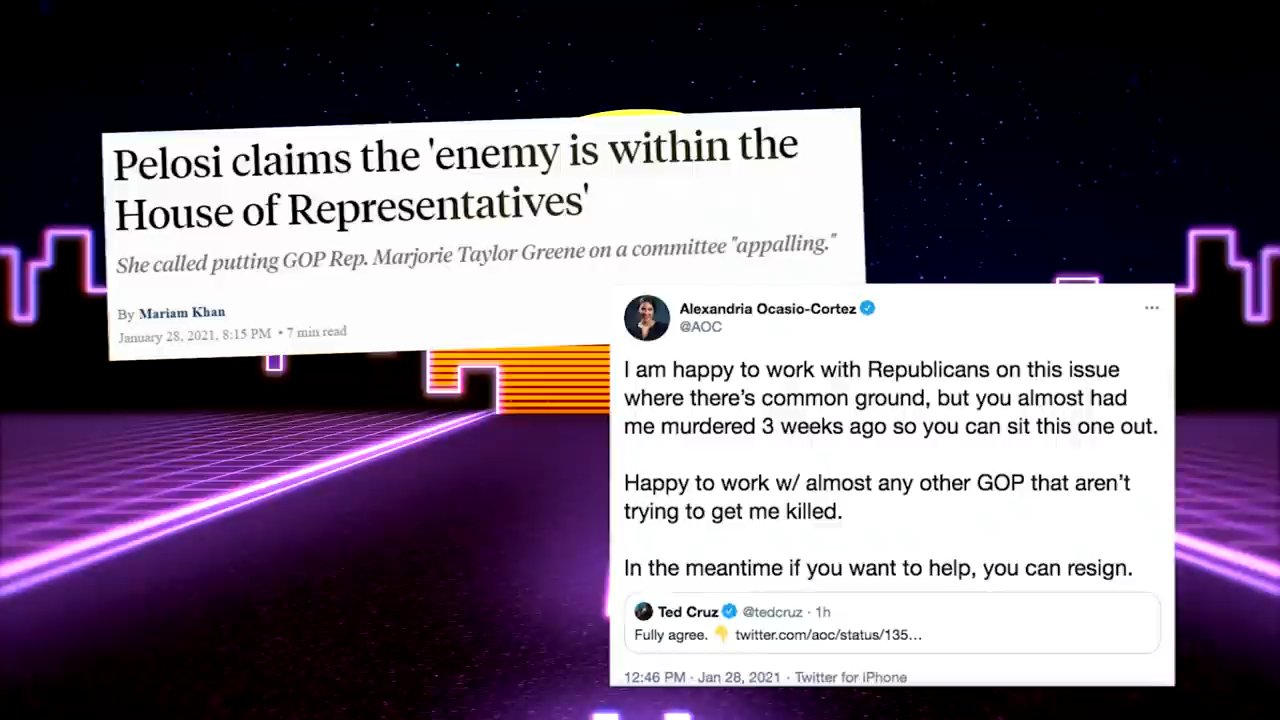 Pelosi claims the 'enemy is within the
House of Representatives'
She called putting GOP Rep. Marjorie Taylor Greene on a committee "appalling."
By Mariam Khan
January 28, 2021, 8:15 PM • 7 min read
Alexandria Ocasio-Cortez
@AOC
I am happy to work with Republicans on this issue
where there's common ground, but you almost had
me murdered 3 weeks ago so you can sit this one out.
Happy to work w/ almost any other GOP that aren't
trying to get me killed.
In the meantime if you want to help, you can resign.
Ted Cruz @tedcruz · 1h
Fully agree. 👇 twitter.com/aoc/status/135...
12:46 PM · Jan 28, 2021 · Twitter for iPhone